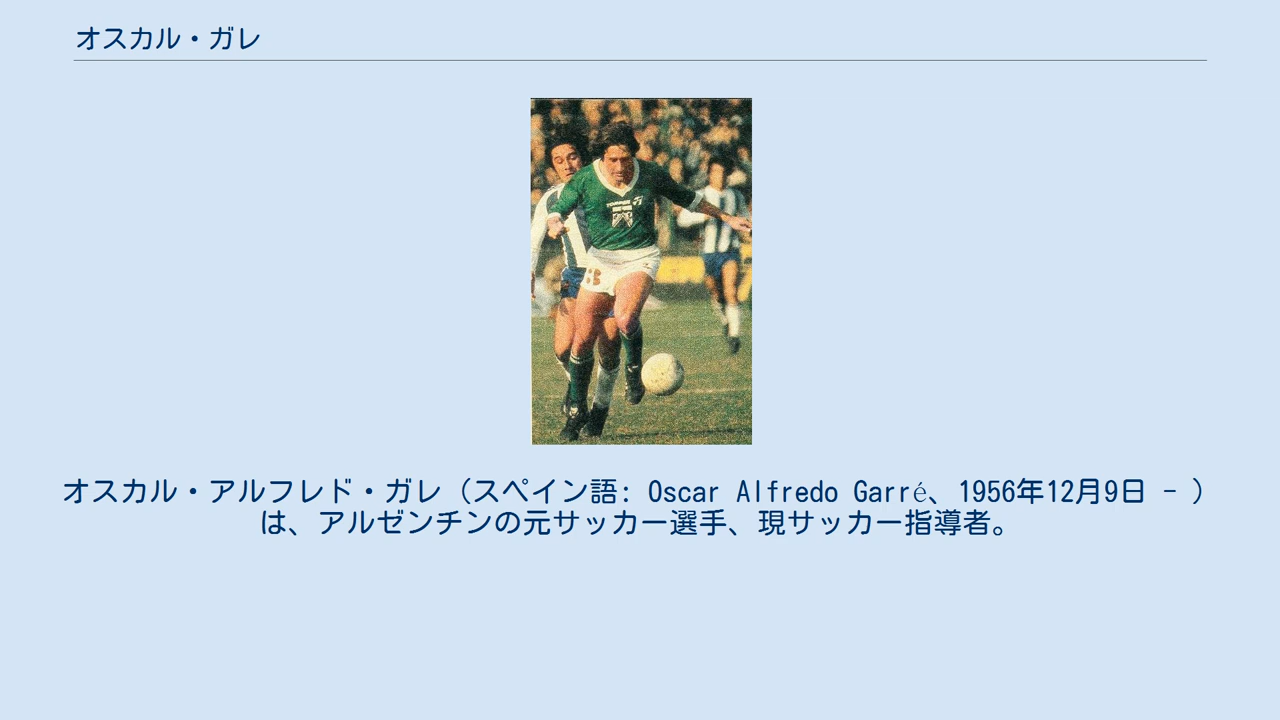 オスカル・ガレ
オスカル・アルフレド・ガレ（スペイン語: Oscar Alfredo Garré、1956年12月9日 - ）
は、アルゼンチンの元サッカー選手、現サッカー指導者。